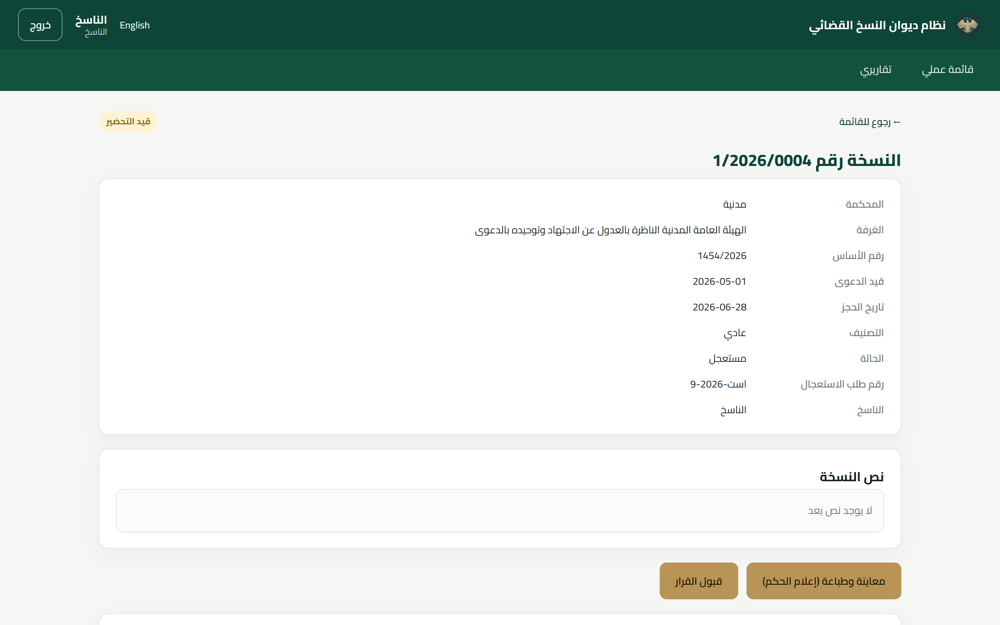 نظام ديوان النسخ القضائي
English
الناسخ
الناسخ
خروج
قائمة عملي
تقاريري
← رجوع للقائمة
قيد التحضير
النسخة رقم 1/2026/0004
المحكمة مدنية
الغرفة الهيئة العامة المدنية الناظرة بالعدول عن الاجتهاد وتوحيده بالدعوى
رقم الأساس 1454/2026
قيد الدعوى 2026-05-01
تاريخ الحجز 2026-06-28
التصنيف عادي
الحالة مستعجل
رقم طلب الاستعجال است-2026-9
الناسخ الناسخ
نص النسخة
لا يوجد نص بعد
معاينة وطباعة (إعلام الحكم)
قبول القرار